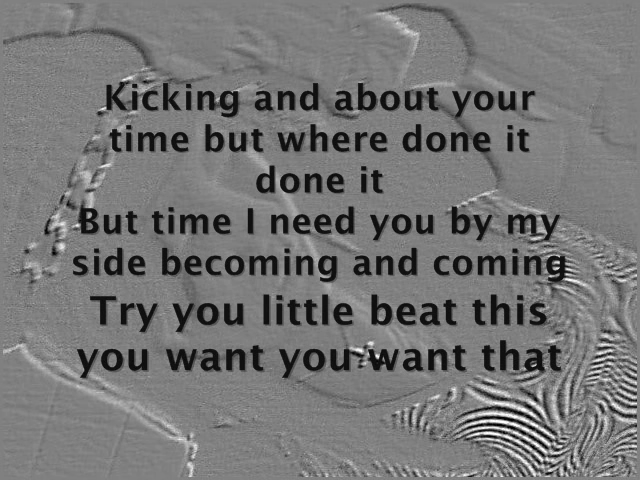 Kicking and about your
time but where done it
done it
But time I need you by my
side becoming and coming
Try you little beat this
you want you want that